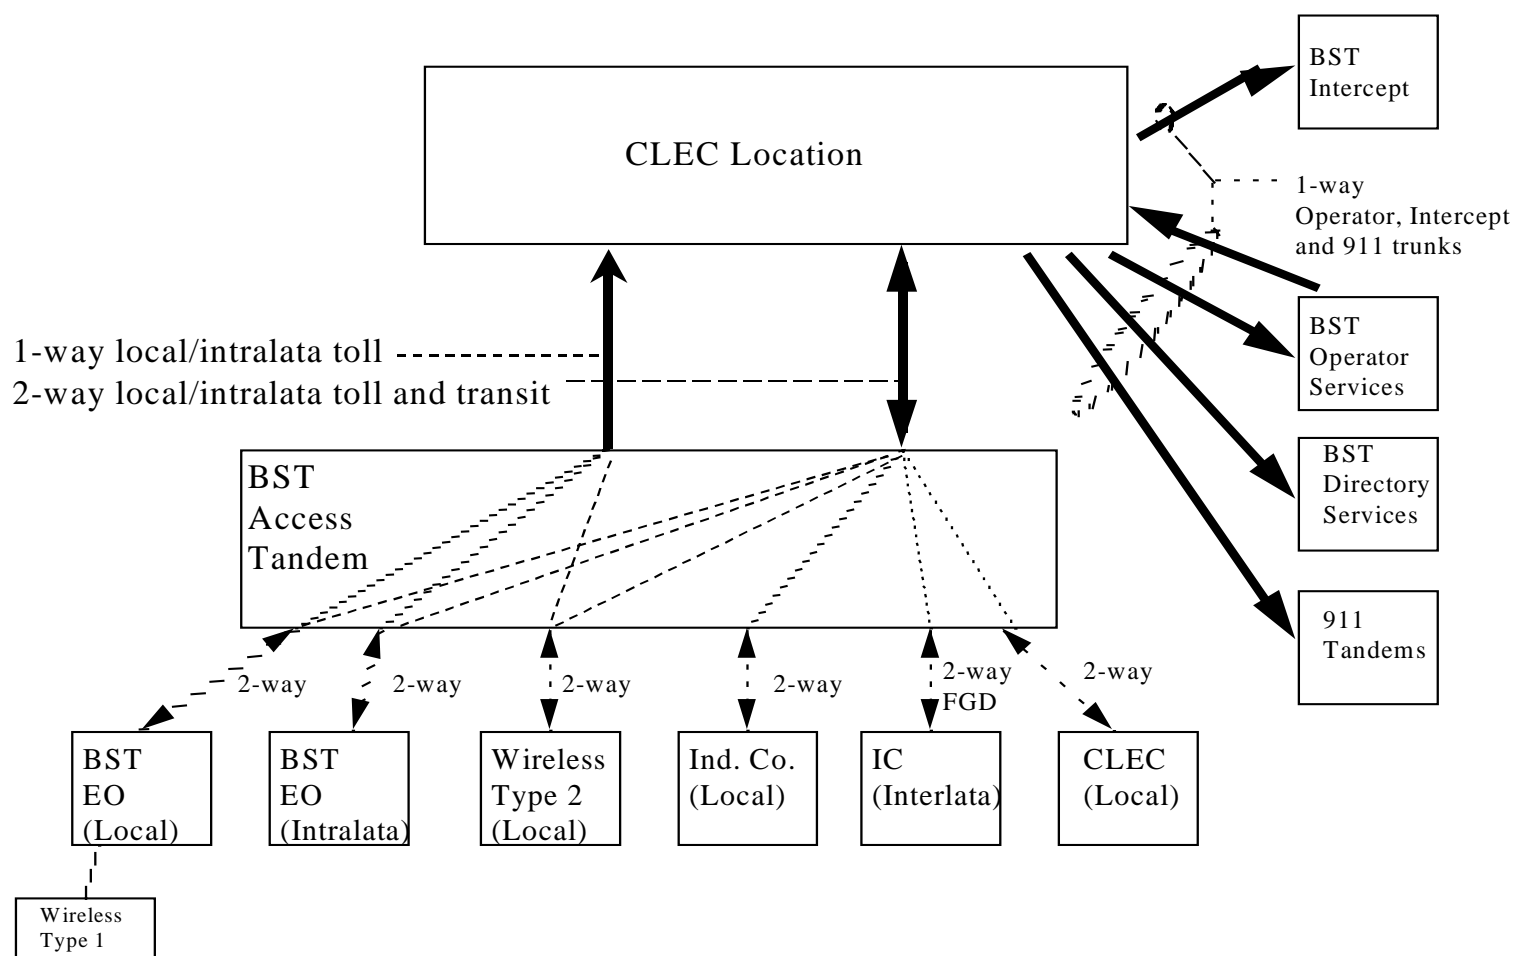 BST
Intercept
CLEC Location
1-way
Operator, Intercept
and 911 trunks
BST
Operator
Services
1-way local/intralata toll
2-way local/intralata toll and transit
BST
Directory
Services
BST
Access
Tandem
911
Tandems
2-way
2-way
2-way
2-way
2-way
FGD
2-way
BST
EO
(Local)
BST
EO
(Intralata)
Wireless
Type 2
(Local)
Ind. Co.
(Local)
IC
(Interlata)
CLEC
(Local)
Wireless
Type 1